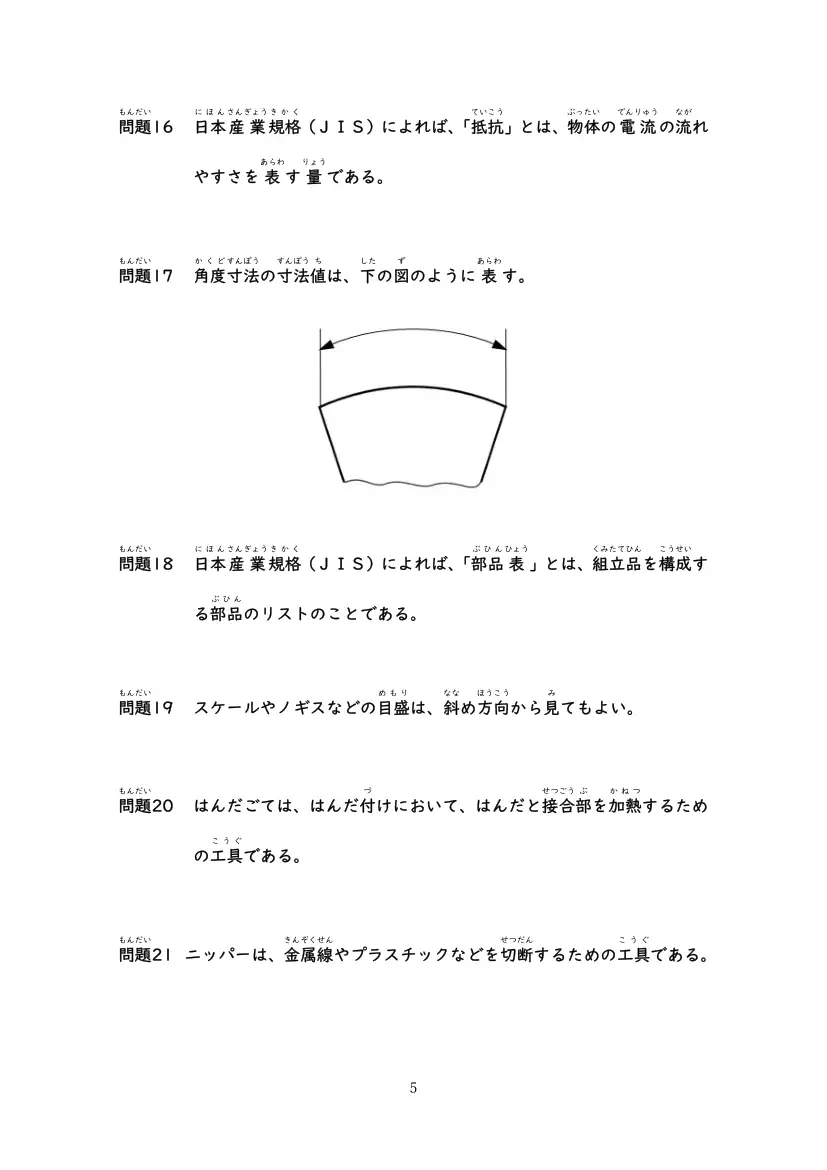 問題16 日本産業規格(JIS)によれば、「抵抗」とは、物体の電流の流れ
やすさを表す量である。
問題17 角度寸法の寸法値は、下の図のように表す。
問題18 日本産業規格(JIS)によれば、「部品表」とは、組立品を構成す
る部品のリストのことである。
問題19 スケールやノギスなどの目盛は、斜め方向から見てもよい。
問題20 はんだごては、はんだ付けにおいて、はんだと接合部を加熱するため
の工具である。
問題21 ニッパーは、金属線やプラスチックなどを切断するための工具である。
5